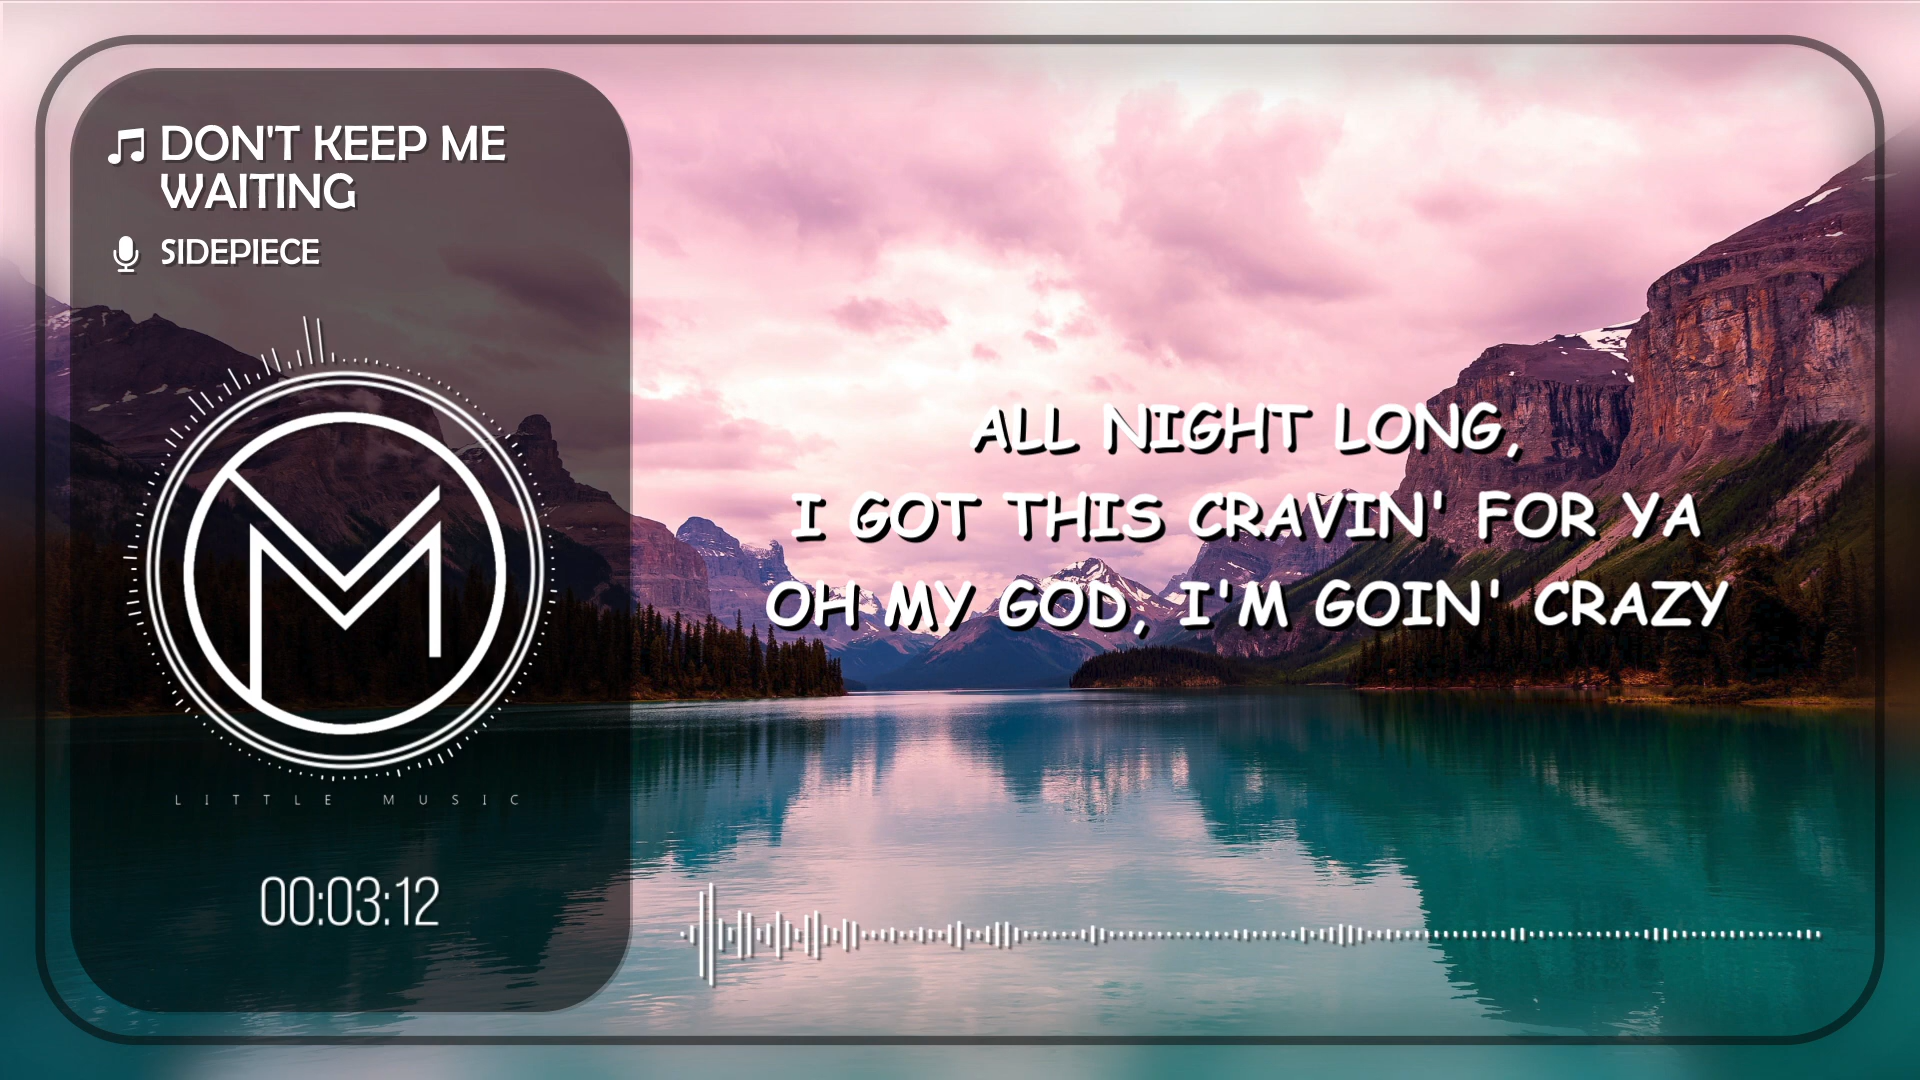 DON'T KEEP ME
WAITING
SIDEPIECE
LITTLE MUSIC
00:03:12
ALL NIGHT LONG,
I GOT THIS CRAVIN' FOR YA
OH MY GOD, I'M GOIN' CRAZY